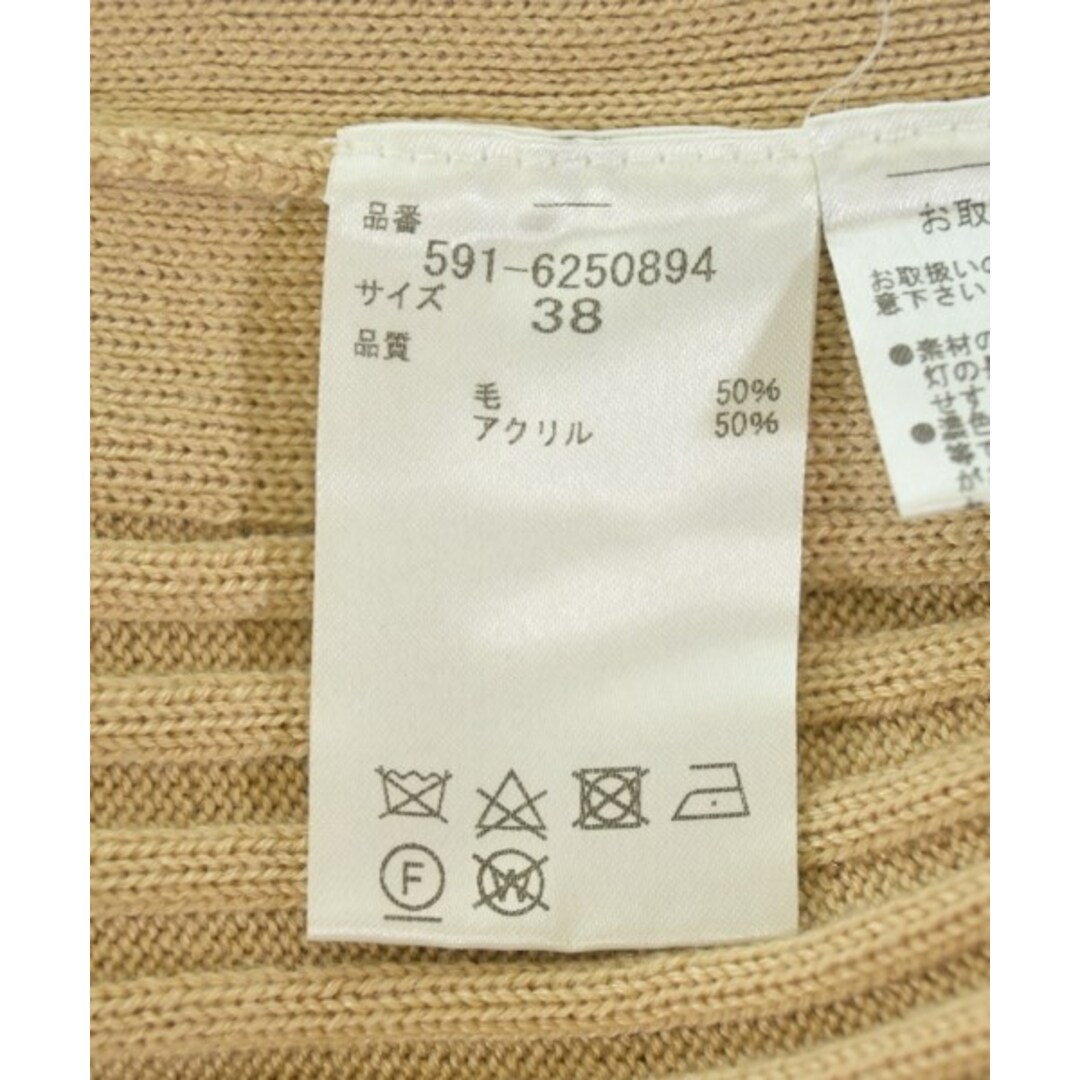 品番
591-6250894
サイズ 38
品質
毛 50%
アクリル 50%
F
W
お取
お取扱いの
意下さい
●素材の
灯の
せず
●濃色
等で
が